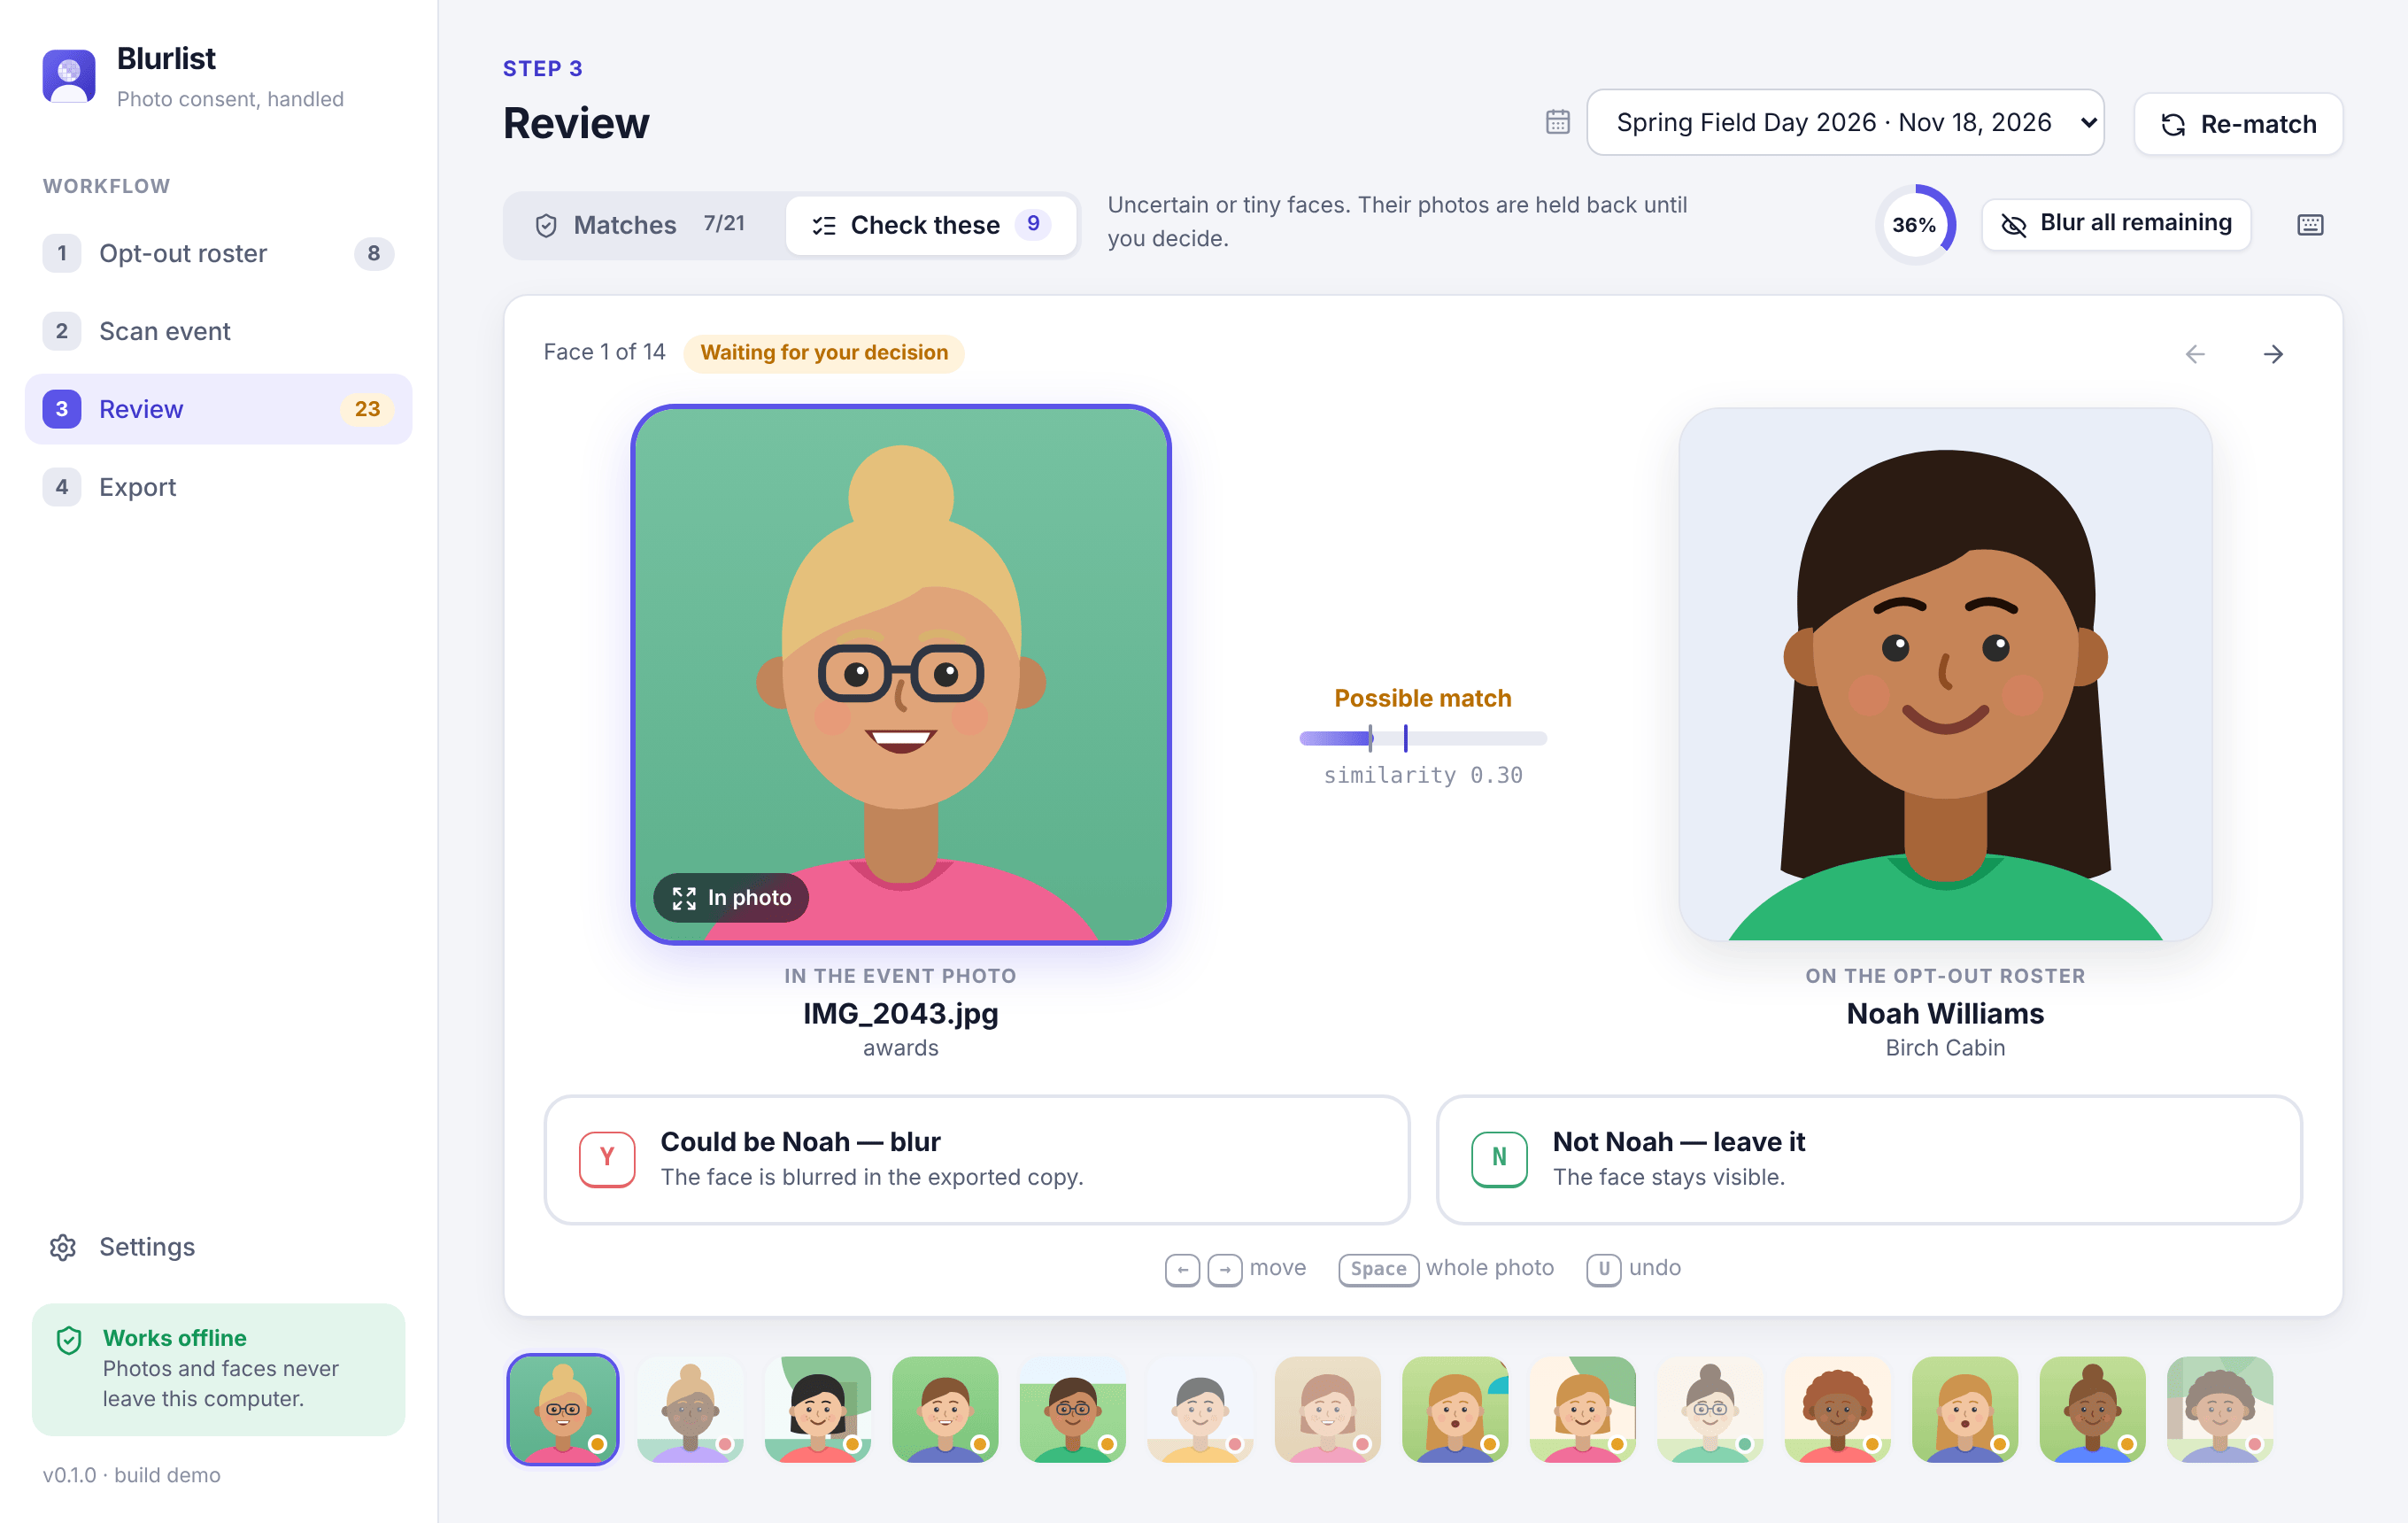 Blurlist
Photo consent, handled
WORKFLOW
1 Opt-out roster 8
2 Scan event
3 Review 23
4 Export
Settings
Works offline
Photos and faces never
leave this computer.
v0.1.0 · build demo
STEP 3
Review
Spring Field Day 2026 · Nov 18, 2026
Re-match
Matches 7/21
Check these 9
Uncertain or tiny faces. Their photos are held back until
you decide.
36%
Blur all remaining
Face 1 of 14
Waiting for your decision
In photo
IN THE EVENT PHOTO
IMG_2043.jpg
awards
Possible match
similarity 0.30
ON THE OPT-OUT ROSTER
Noah Williams
Birch Cabin
Y
Could be Noah — blur
The face is blurred in the exported copy.
N
Not Noah — leave it
The face stays visible.
← → move Space whole photo U undo